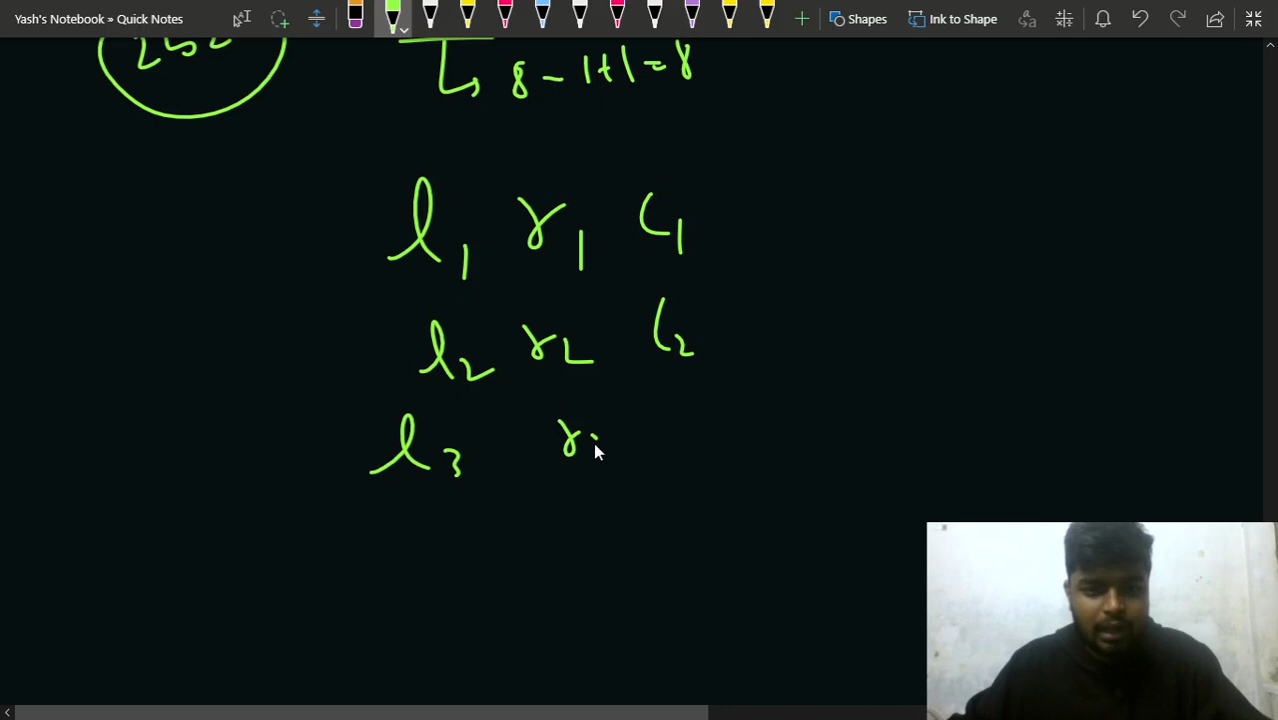 Yash's Notebook » Quick Notes
Shapes
Ink to Shape
252
8 - 1 + 1 = 8
l1 r1 c1
l2 r2 c2
l3 r